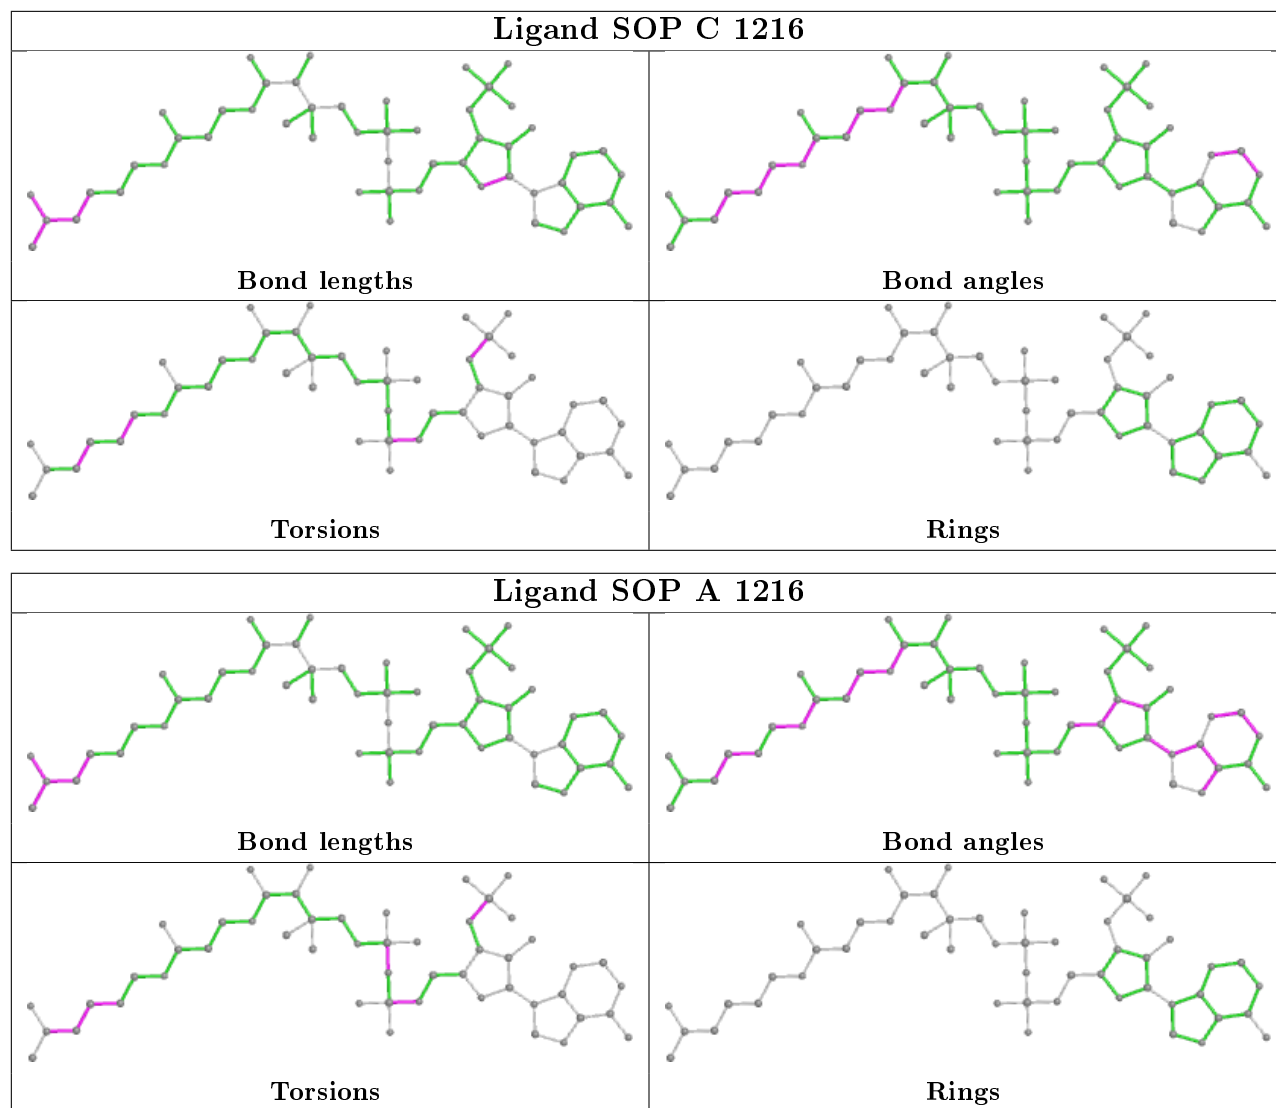 Ligand SOP C 1216
Bond lengths
Bond angles
Torsions
Rings
Ligand SOP A 1216
Bond lengths
Bond angles
Torsions
Rings